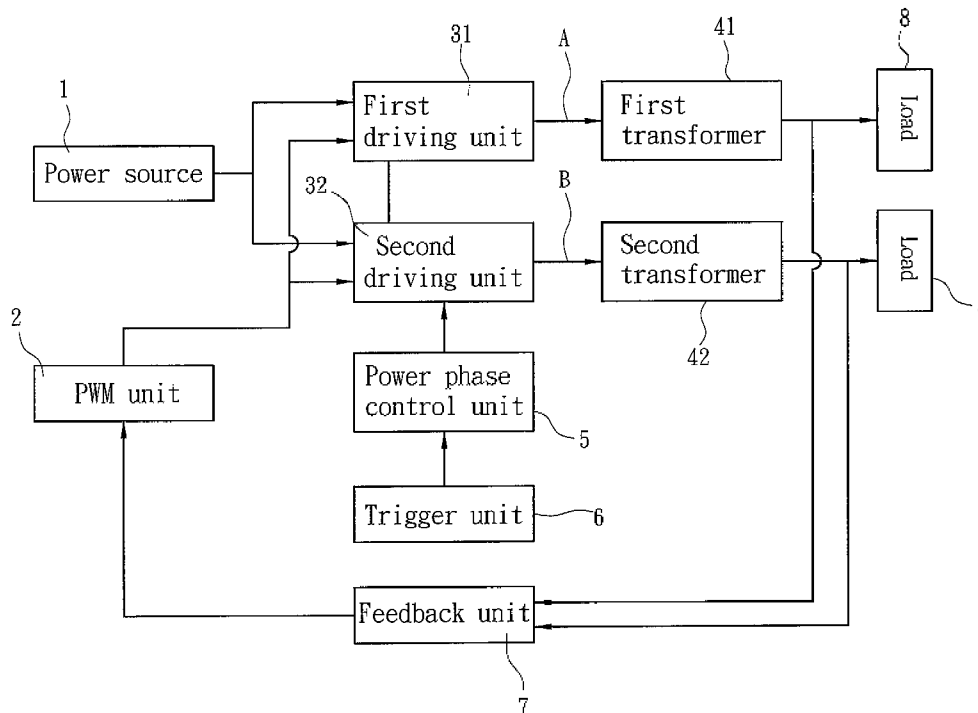 31
A
41
8
1
First
driving unit
First
transformer
Load
Power source
32
B
Second
driving unit
Second
transformer
Load
2
42
PWM unit
Power phase
control unit
5
Trigger unit
6
Feedback unit
7